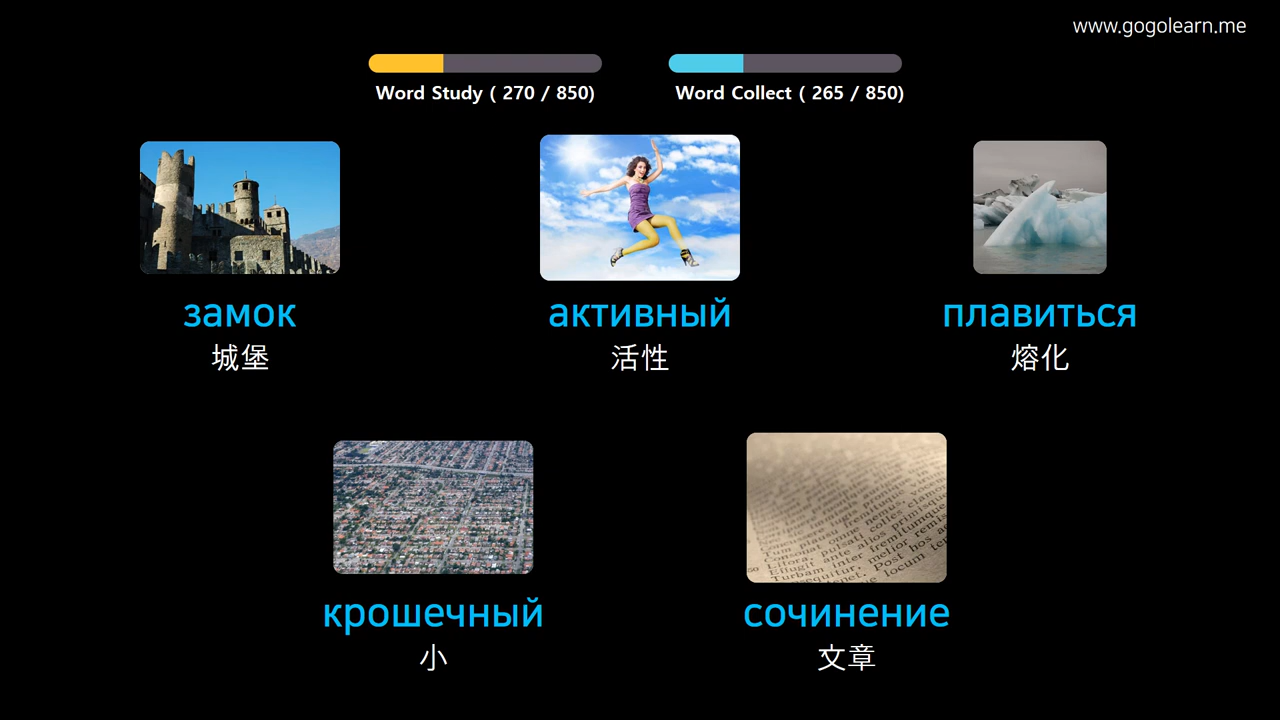 www.gogolearn.me
Word Study ( 270 / 850)
Word Collect ( 265 / 850)
замок
城堡
активный
活性
плавиться
熔化
крошечный
小
сочинение
文章